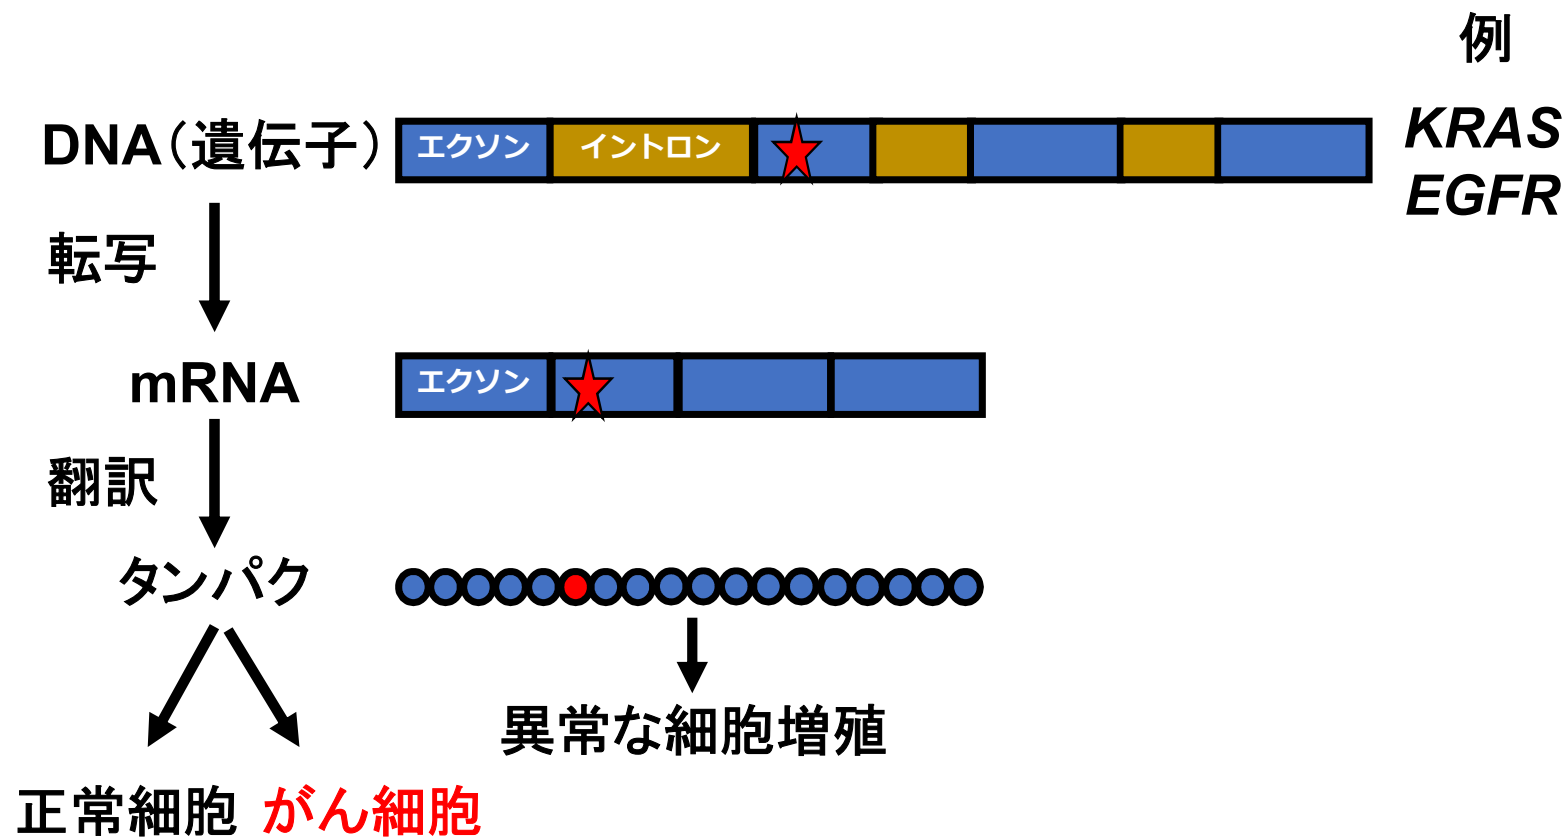 例
DNA（遺伝子）
エクソン
イントロン
KRAS
EGFR
転写
mRNA
エクソン
翻訳
タンパク
異常な細胞増殖
正常細胞
がん細胞